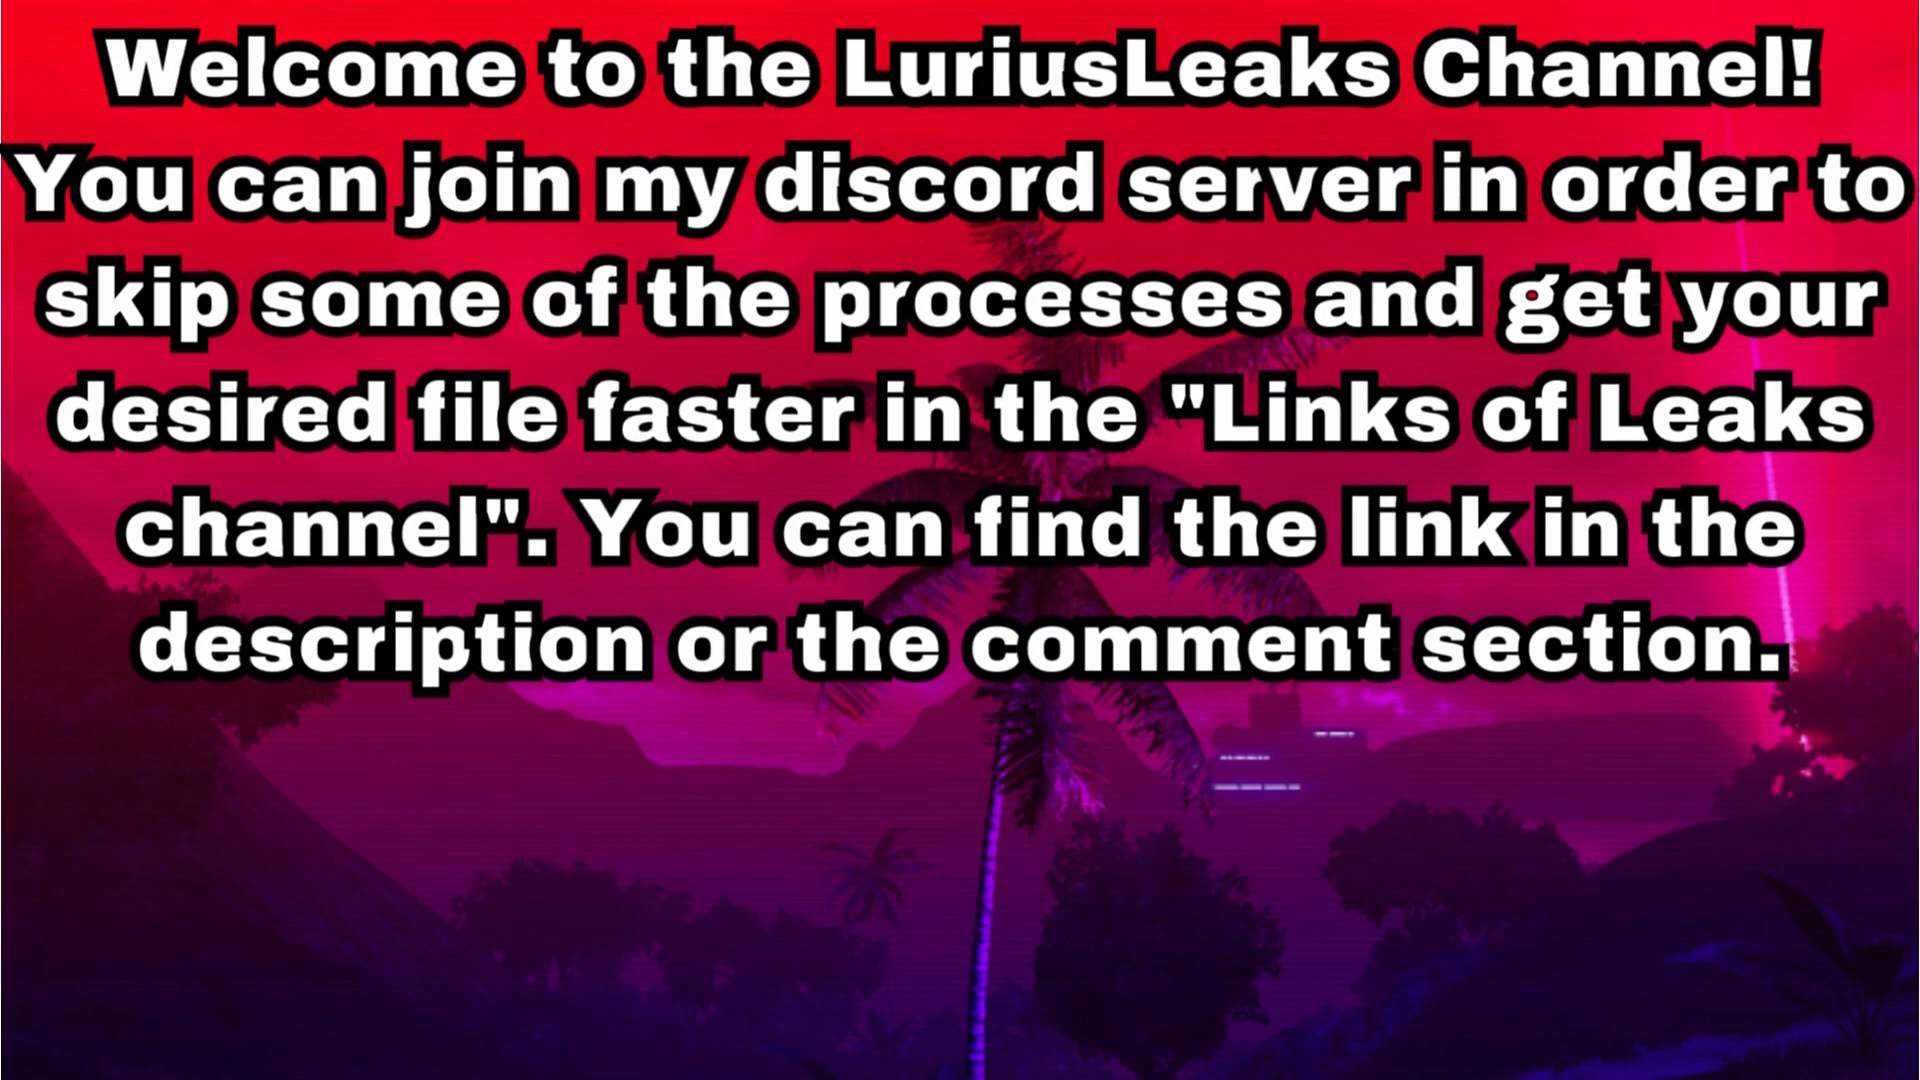 Welcome to the LuriusLeaks Channel!
You can join my discord server in order to
skip some of the processes and get your
desired file faster in the "Links of Leaks
channel". You can find the link in the
description or the comment section.